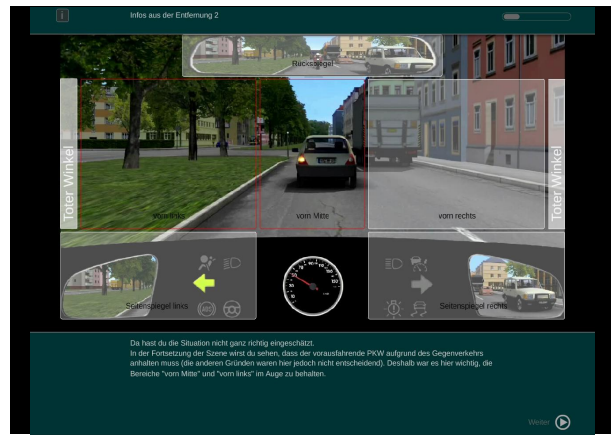 Infos aus der Entfernung 2
Rückspiegel
Toter Winkel
vorn links
vorn Mitte
vorn rechts
Toter Winkel
Seitenspiegel links
(ABS)
Seitenspiegel rechts
Da hast du die Situation nicht ganz richtig eingeschätzt.
In der Fortsetzung der Szene wirst du sehen, dass der vorausfahrende PKW aufgrund des Gegenverkehrs
anhalten muss (die anderen Gründen waren hier jedoch nicht entscheidend). Deshalb war es hier wichtig, die
Bereiche "vorn Mitte" und "vorn links" im Auge zu behalten.
Weiter